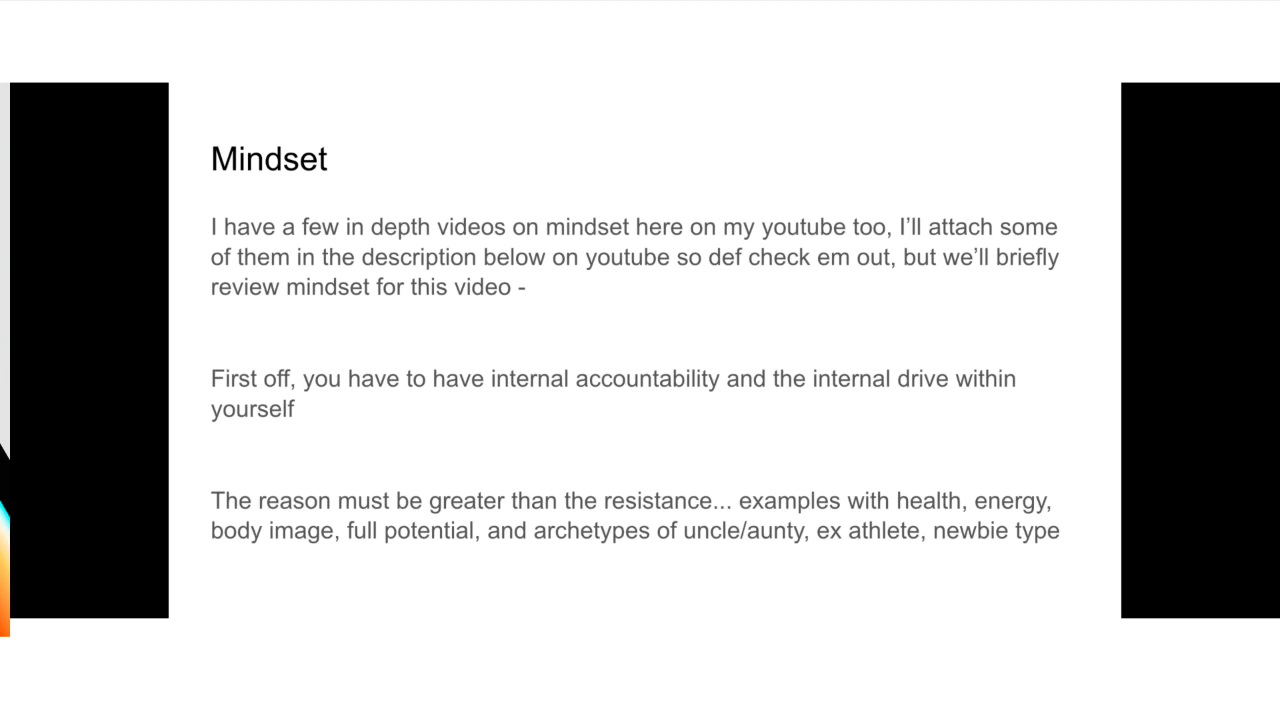 Mindset
I have a few in depth videos on mindset here on my youtube too, I’ll attach some
of them in the description below on youtube so def check em out, but we’ll briefly
review mindset for this video -
First off, you have to have internal accountability and the internal drive within
yourself
The reason must be greater than the resistance... examples with health, energy,
body image, full potential, and archetypes of uncle/aunty, ex athlete, newbie type